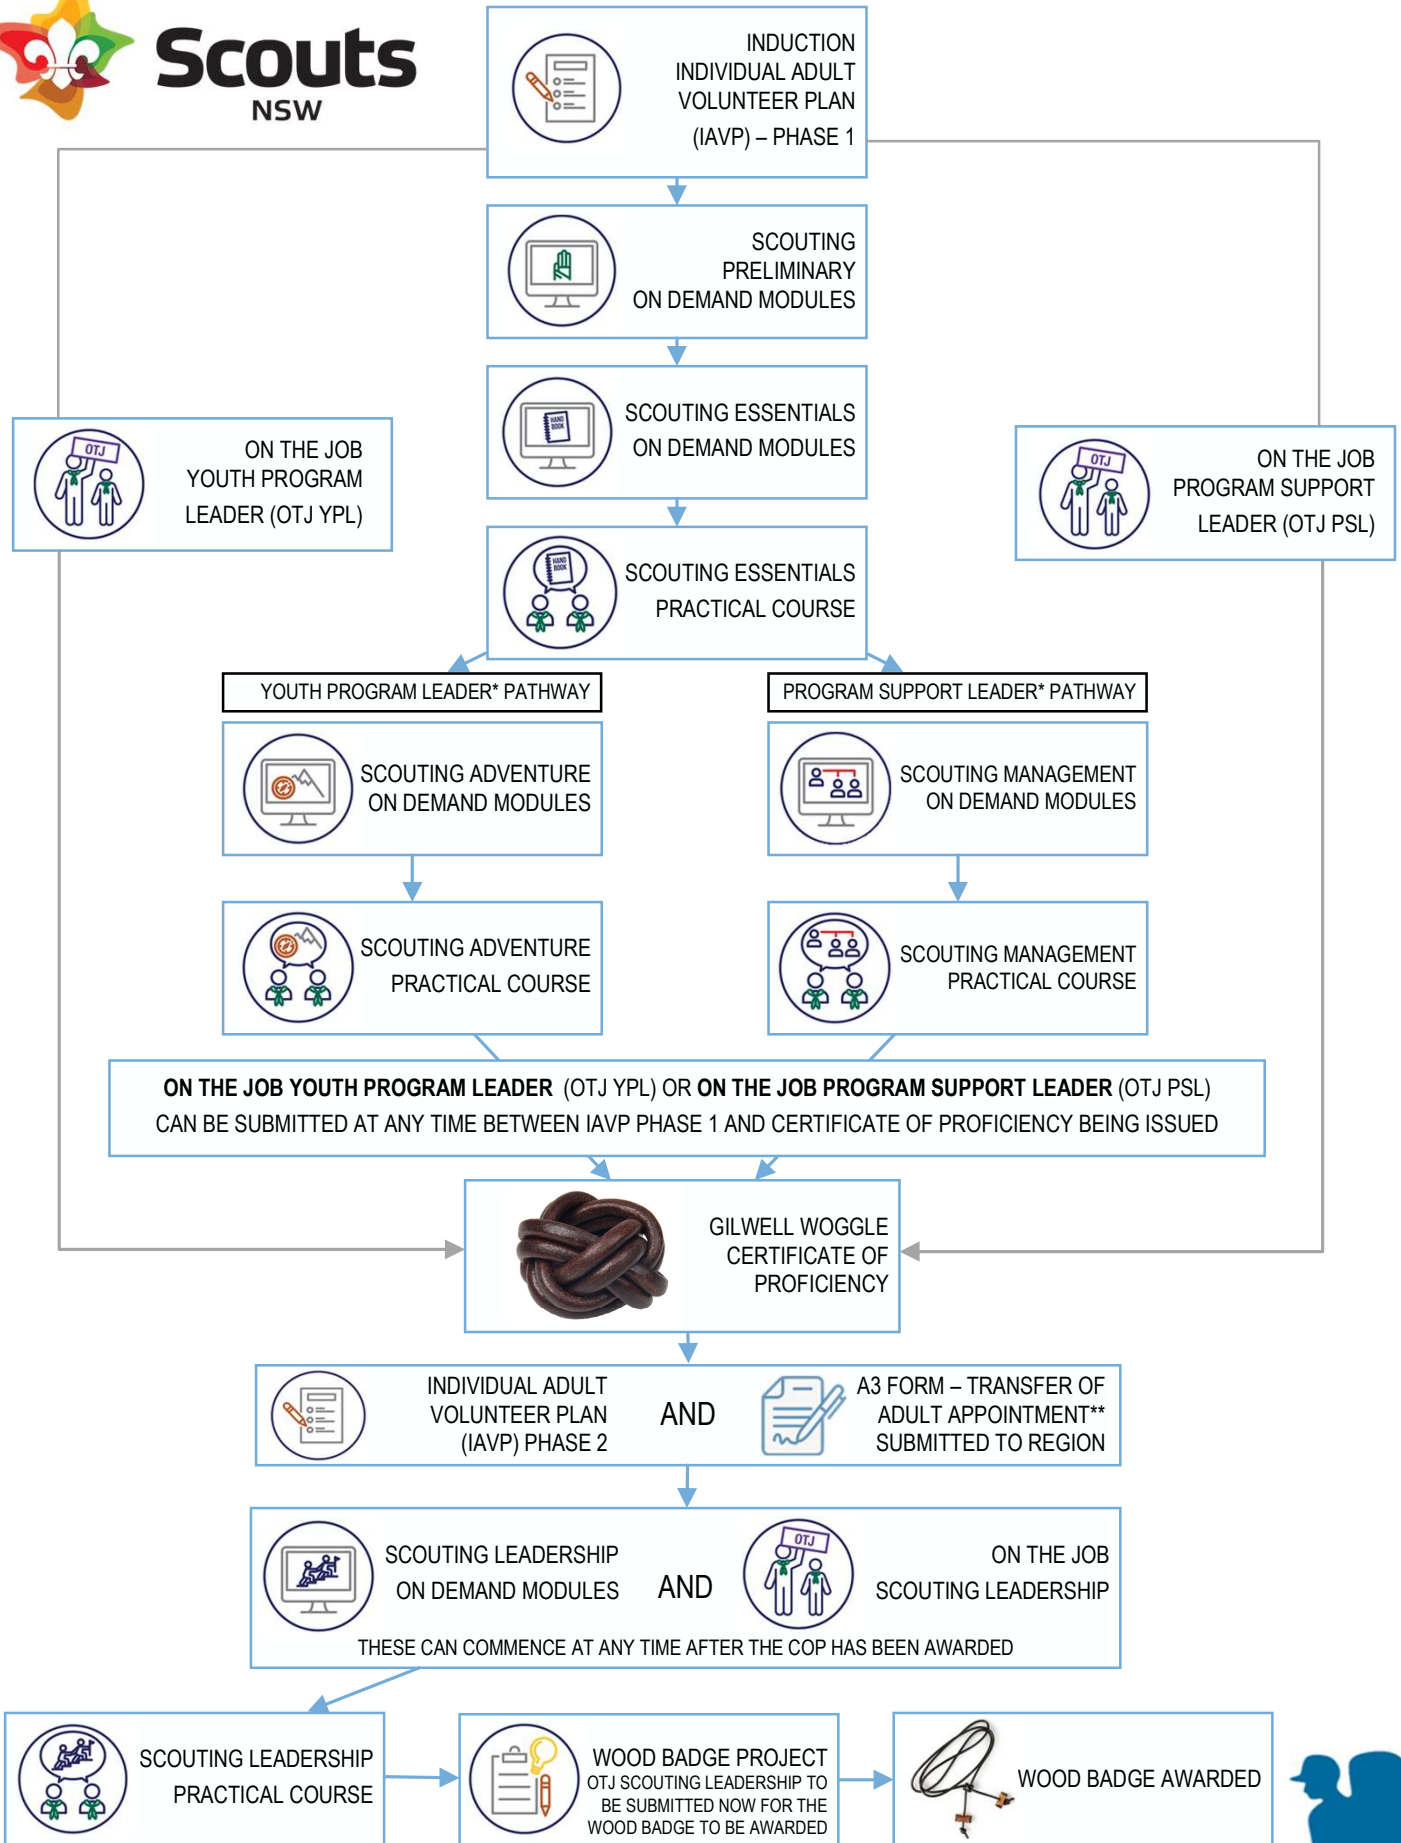 Scouts
NSW
INDUCTION
INDIVIDUAL ADULT
VOLUNTEER PLAN
(IAVP) – PHASE 1
SCOUTING
PRELIMINARY
ON DEMAND MODULES
HAND
BOOK
SCOUTING ESSENTIALS
ON DEMAND MODULES
OTJ
ON THE JOB
YOUTH PROGRAM
LEADER (OTJ YPL)
OTJ
ON THE JOB
PROGRAM SUPPORT
LEADER (OTJ PSL)
HAND
BOOK
SCOUTING ESSENTIALS
PRACTICAL COURSE
YOUTH PROGRAM LEADER* PATHWAY
PROGRAM SUPPORT LEADER* PATHWAY
SCOUTING ADVENTURE
ON DEMAND MODULES
SCOUTING MANAGEMENT
ON DEMAND MODULES
SCOUTING ADVENTURE
PRACTICAL COURSE
SCOUTING MANAGEMENT
PRACTICAL COURSE
ON THE JOB YOUTH PROGRAM LEADER (OTJ YPL) OR ON THE JOB PROGRAM SUPPORT LEADER (OTJ PSL)
CAN BE SUBMITTED AT ANY TIME BETWEEN IAVP PHASE 1 AND CERTIFICATE OF PROFICIENCY BEING ISSUED
GILWELL WOGGLE
CERTIFICATE OF
PROFICIENCY
INDIVIDUAL ADULT
VOLUNTEER PLAN
(IAVP) PHASE 2
AND
A3 FORM – TRANSFER OF
ADULT APPOINTMENT**
SUBMITTED TO REGION
SCOUTING LEADERSHIP
ON DEMAND MODULES
AND
OTJ
ON THE JOB
SCOUTING LEADERSHIP
THESE CAN COMMENCE AT ANY TIME AFTER THE COP HAS BEEN AWARDED
SCOUTING LEADERSHIP
PRACTICAL COURSE
WOOD BADGE PROJECT
OTJ SCOUTING LEADERSHIP TO
BE SUBMITTED NOW FOR THE
WOOD BADGE TO BE AWARDED
WOOD BADGE AWARDED